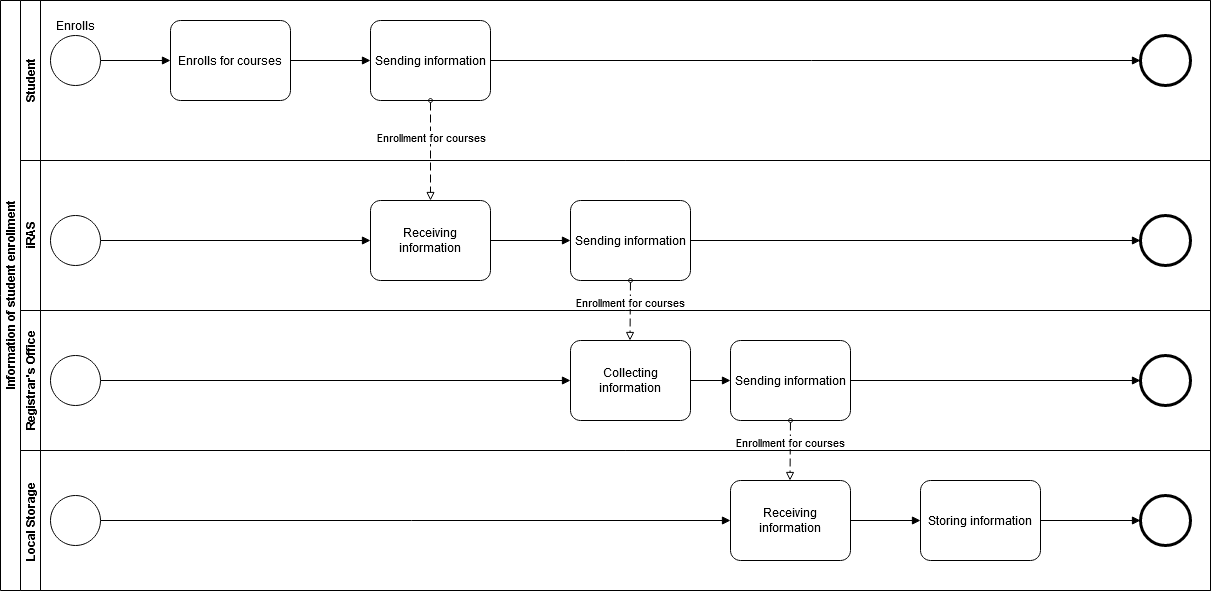 Information of student enrollment
Student
Enrolls
Enrolls for courses
Sending information
Enrollment for courses
iRAS
Receiving
information
Sending information
Enrollment for courses
Registrar's Office
Collecting
information
Sending information
Enrollment for courses
Local Storage
Receiving
information
Storing information